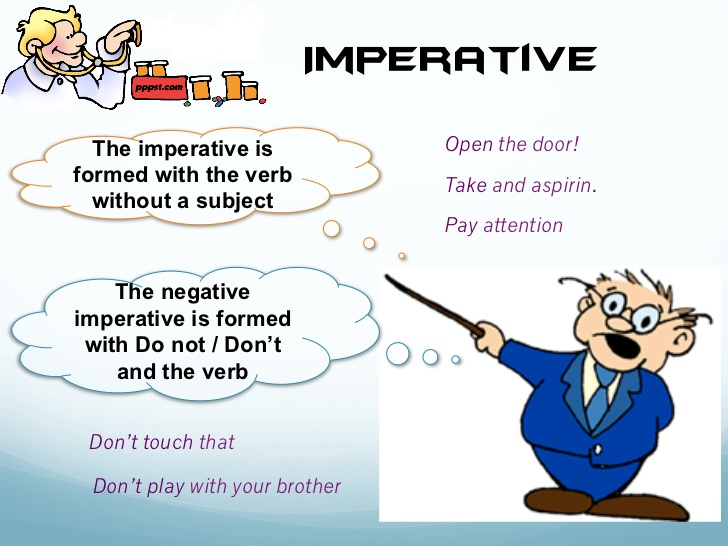 IMPERATIVE
pppst.com
The imperative is
formed with the verb
without a subject
Open the door!
Take and aspirin.
Pay attention
The negative
imperative is formed
with Do not / Don't
and the verb
Don't touch that
Don't play with your brother